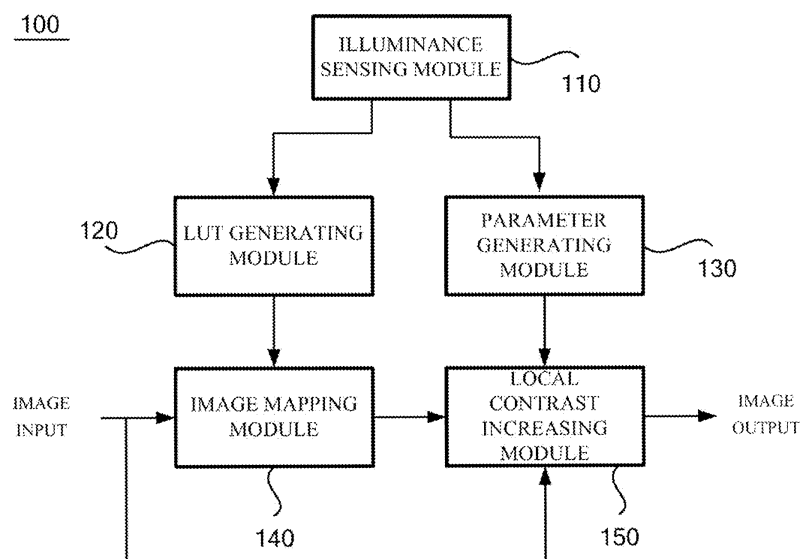 100
ILLUMINANCE
SENSING MODULE
110
120
LUT GENERATING
MODULE
PARAMETER
GENERATING
MODULE
130
IMAGE
INPUT
IMAGE MAPPING
MODULE
LOCAL
CONTRAST
INCREASING
MODULE
IMAGE
OUTPUT
140
150